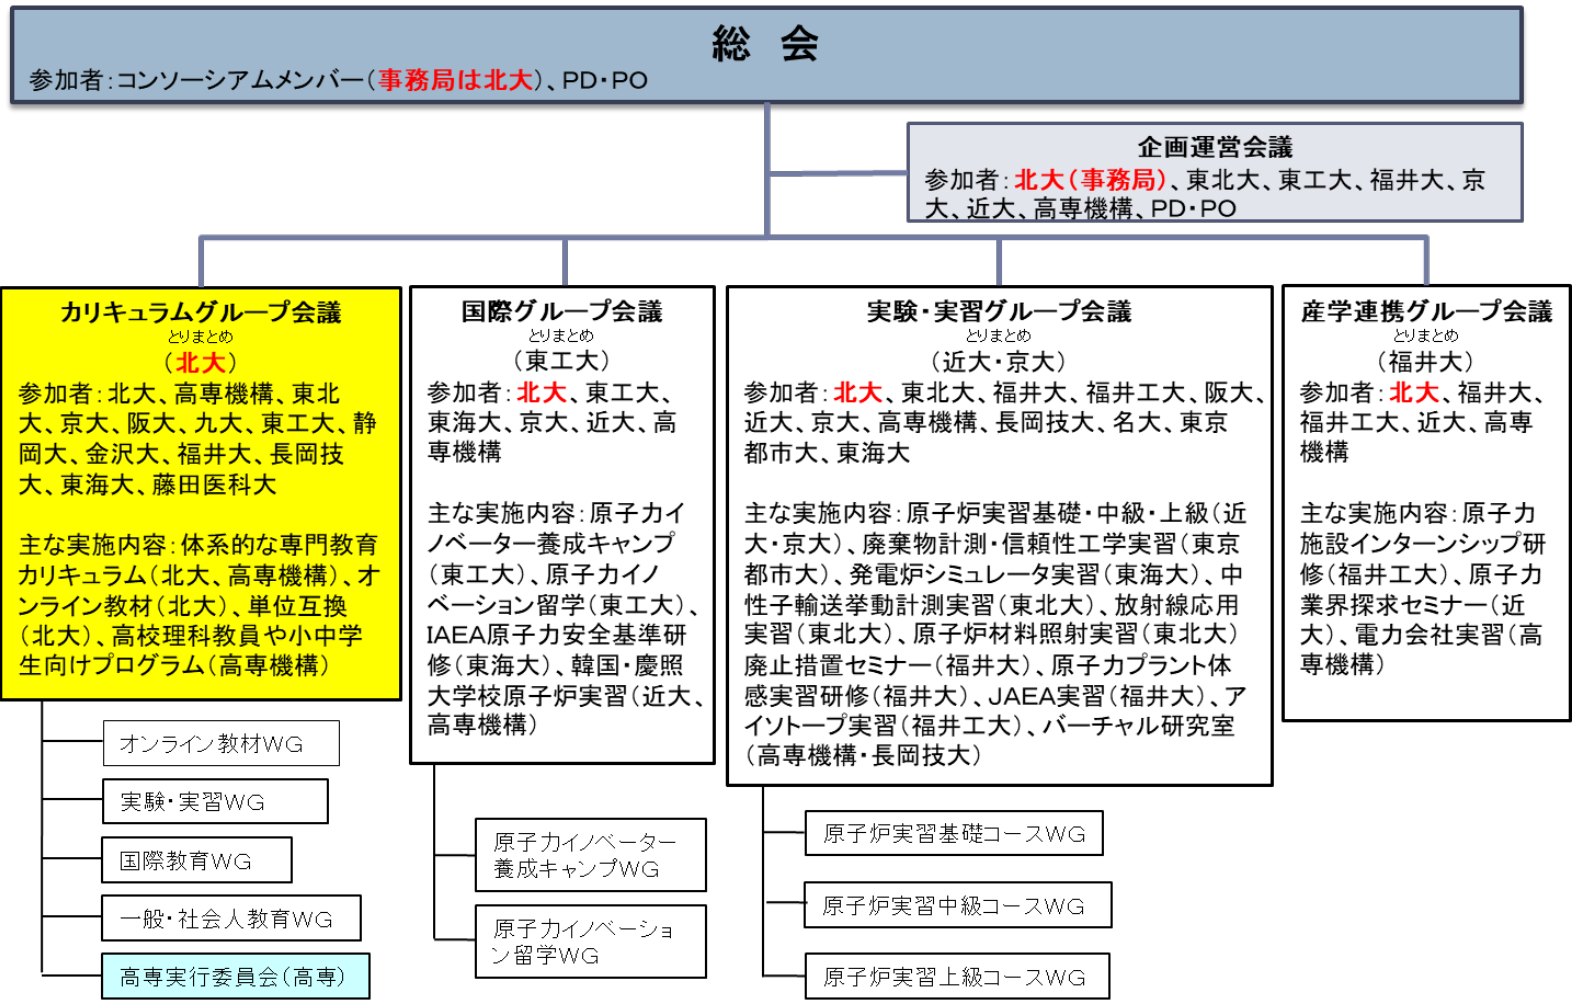 総 会
参加者：コンソーシアムメンバー（事務局は北大）、PD・PO
企画運営会議
参加者：北大（事務局）、東北大、東工大、福井大、京
大、近大、高専機構、PD・PO
カリキュラムグループ会議
とりまとめ
（北大）
参加者：北大、高専機構、東北
大、京大、阪大、九大、東工大、静
岡大、金沢大、福井大、長岡技
大、東海大、藤田医科大
主な実施内容：体系的な専門教育
カリキュラム（北大、高専機構）、オ
ンライン教材（北大）、単位互換
（北大）、高校理科教員や小中学
生向けプログラム（高専機構）
オンライン教材WG
実験・実習WG
国際教育WG
一般・社会人教育WG
高専実行委員会（高専）
国際グループ会議
とりまとめ
（東工大）
参加者：北大、東工大、
東海大、京大、近大、高
専機構
主な実施内容：原子力イ
ノベーター養成キャンプ
（東工大）、原子力イノ
ベーション留学（東工大）、
IAEA原子力安全基準研
修（東海大）、韓国・慶照
大学校原子炉実習（近大、
高専機構）
原子力イノベーター
養成キャンプWG
原子力イノベーショ
ン留学WG
実験・実習グループ会議
とりまとめ
（近大・京大）
参加者：北大、東北大、福井大、福井工大、阪大、
近大、京大、高専機構、長岡技大、名大、東京
都市大、東海大
主な実施内容：原子炉実習基礎・中級・上級（近
大・京大）、廃棄物計測・信頼性工学実習（東京
都市大）、発電炉シミュレータ実習（東海大）、中
性子輸送挙動計測実習（東北大）、放射線応用
実習（東北大）、原子炉材料照射実習（東北大）
廃止措置セミナー（福井大）、原子力プラント体
感実習研修（福井大）、JAEA実習（福井大）、ア
イソトープ実習（福井工大）、バーチャル研究室
（高専機構・長岡技大）
原子炉実習基礎コースWG
原子炉実習中級コースWG
原子炉実習上級コースWG
産学連携グループ会議
とりまとめ
（福井大）
参加者：北大、福井大、
福井工大、近大、高専
機構
主な実施内容：原子力
施設インターンシップ研
修（福井工大）、原子力
業界探求セミナー（近
大）、電力会社実習（高
専機構）